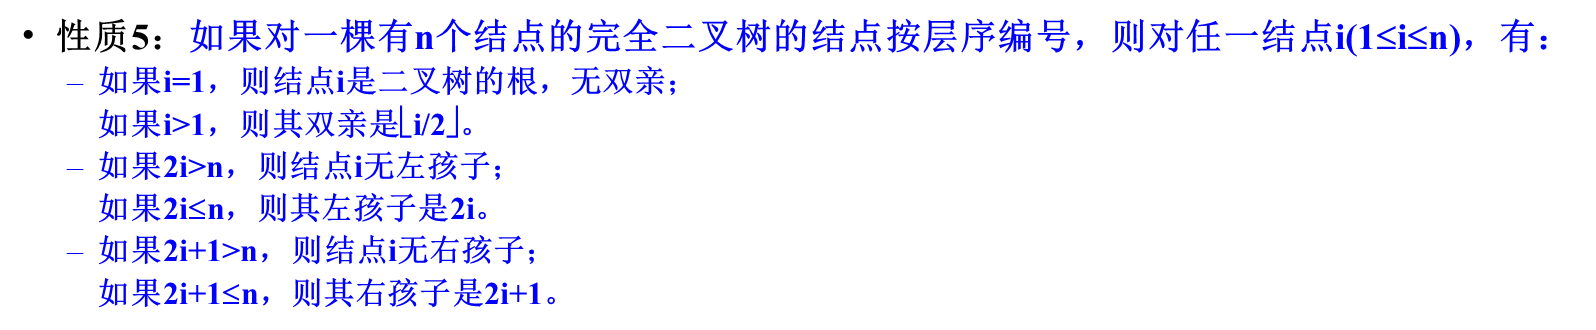 • 性质5：如果对一棵有n个结点的完全二叉树的结点按层序编号，则对任一结点i(1≤i≤n)，有：
– 如果i=1，则结点i是二叉树的根，无双亲；
如果i>1，则其双亲是⌊i/2⌋。
– 如果2i>n，则结点i无左孩子；
如果2i≤n，则其左孩子是2i。
– 如果2i+1>n，则结点i无右孩子；
如果2i+1≤n，则其右孩子是2i+1。